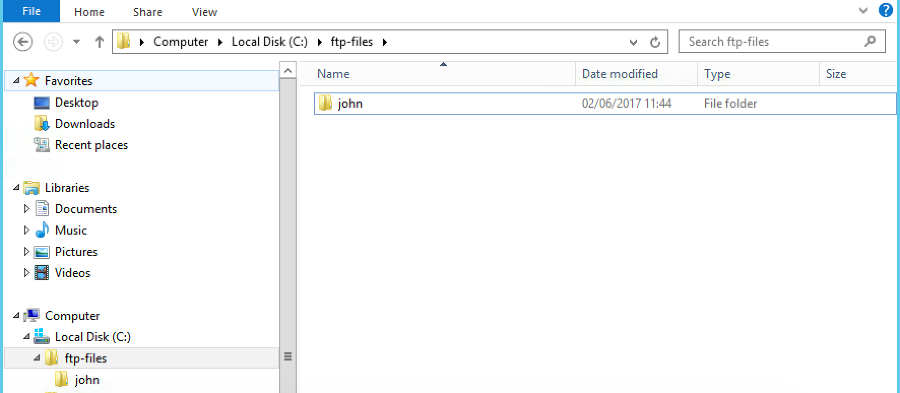 File Home Share View
Computer Local Disk (C:) ftp-files
Search ftp-files
Favorites
Desktop
Downloads
Recent places
Libraries
Documents
Music
Pictures
Videos
Computer
Local Disk (C:)
ftp-files
john
Name Date modified Type Size
john 02/06/2017 11:44 File folder